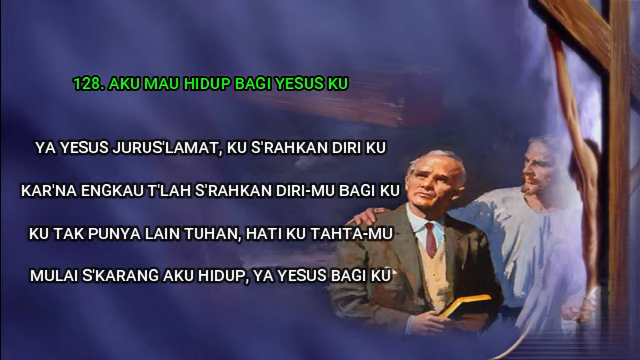 128. AKU MAU HIDUP BAGI YESUS KU
YA YESUS JURUS'LAMAT, KU S'RAHKAN DIRI KU
KAR'NA ENGKAU T'LAH S'RAHKAN DIRI-MU BAGI KU
KU TAK PUNYA LAIN TUHAN, HATI KU TAHTA-MU
MULAI S'KARANG AKU HIDUP, YA YESUS BAGI KU